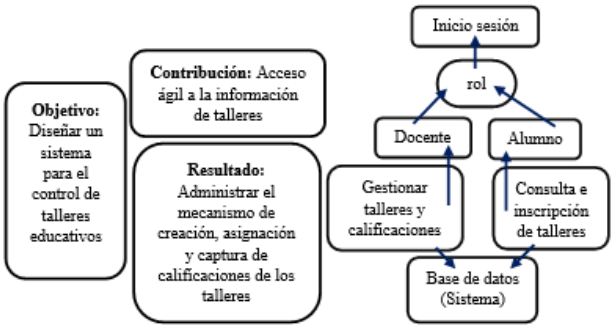 Objetivo:
Diseñar un
sistema
para el
control de
talleres
educativos
Contribución: Acceso
ágil a la información
de talleres
Resultado:
Administrar el
mecanismo de
creación, asignación
y captura de
calificaciones de los
talleres
Inicio sesión
rol
Docente
Alumno
Gestionar
talleres y
calificaciones
Consulta e
inscripción
de talleres
Base de datos
(Sistema)